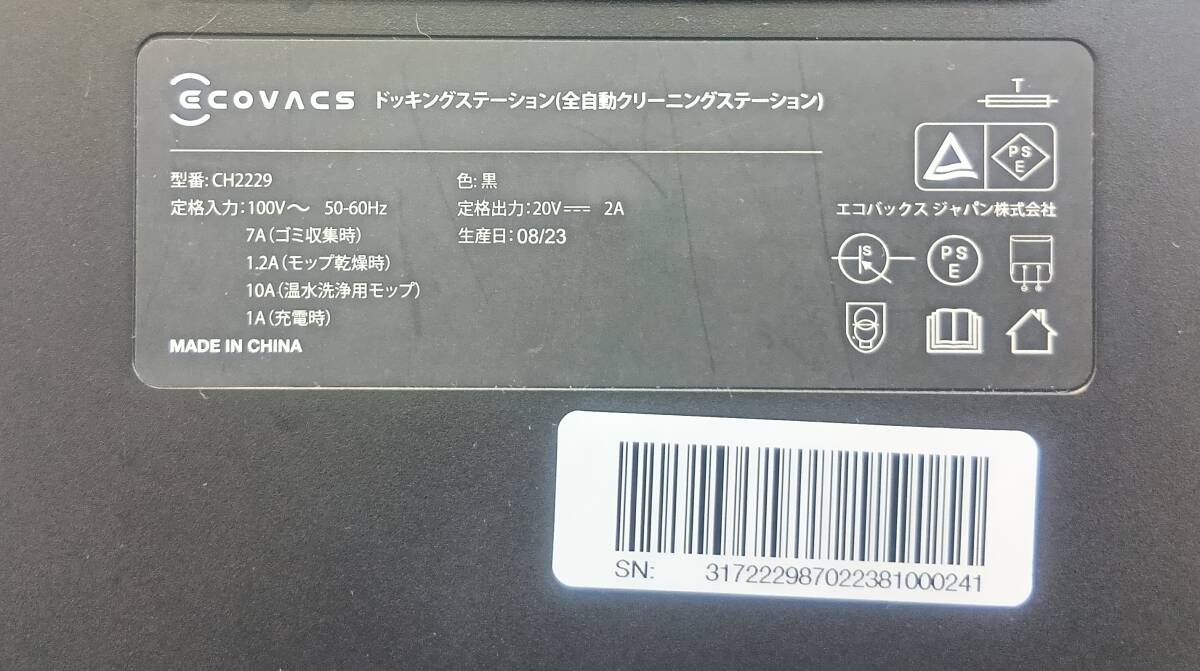 ECOVACS ドッキングステーション(全自動クリーニングステーション)
T
PS
E
型番: CH2229 色: 黒
定格入力: 100V～ 50-60Hz 定格出力: 20V⎓ 2A
7A (ゴミ収集時) 生産日: 08/23
1.2A (モップ乾燥時)
10A (温水洗浄用モップ)
1A (充電時)
MADE IN CHINA
エコバックス ジャパン株式会社
S
PS
E
SN: 317222987022381000241